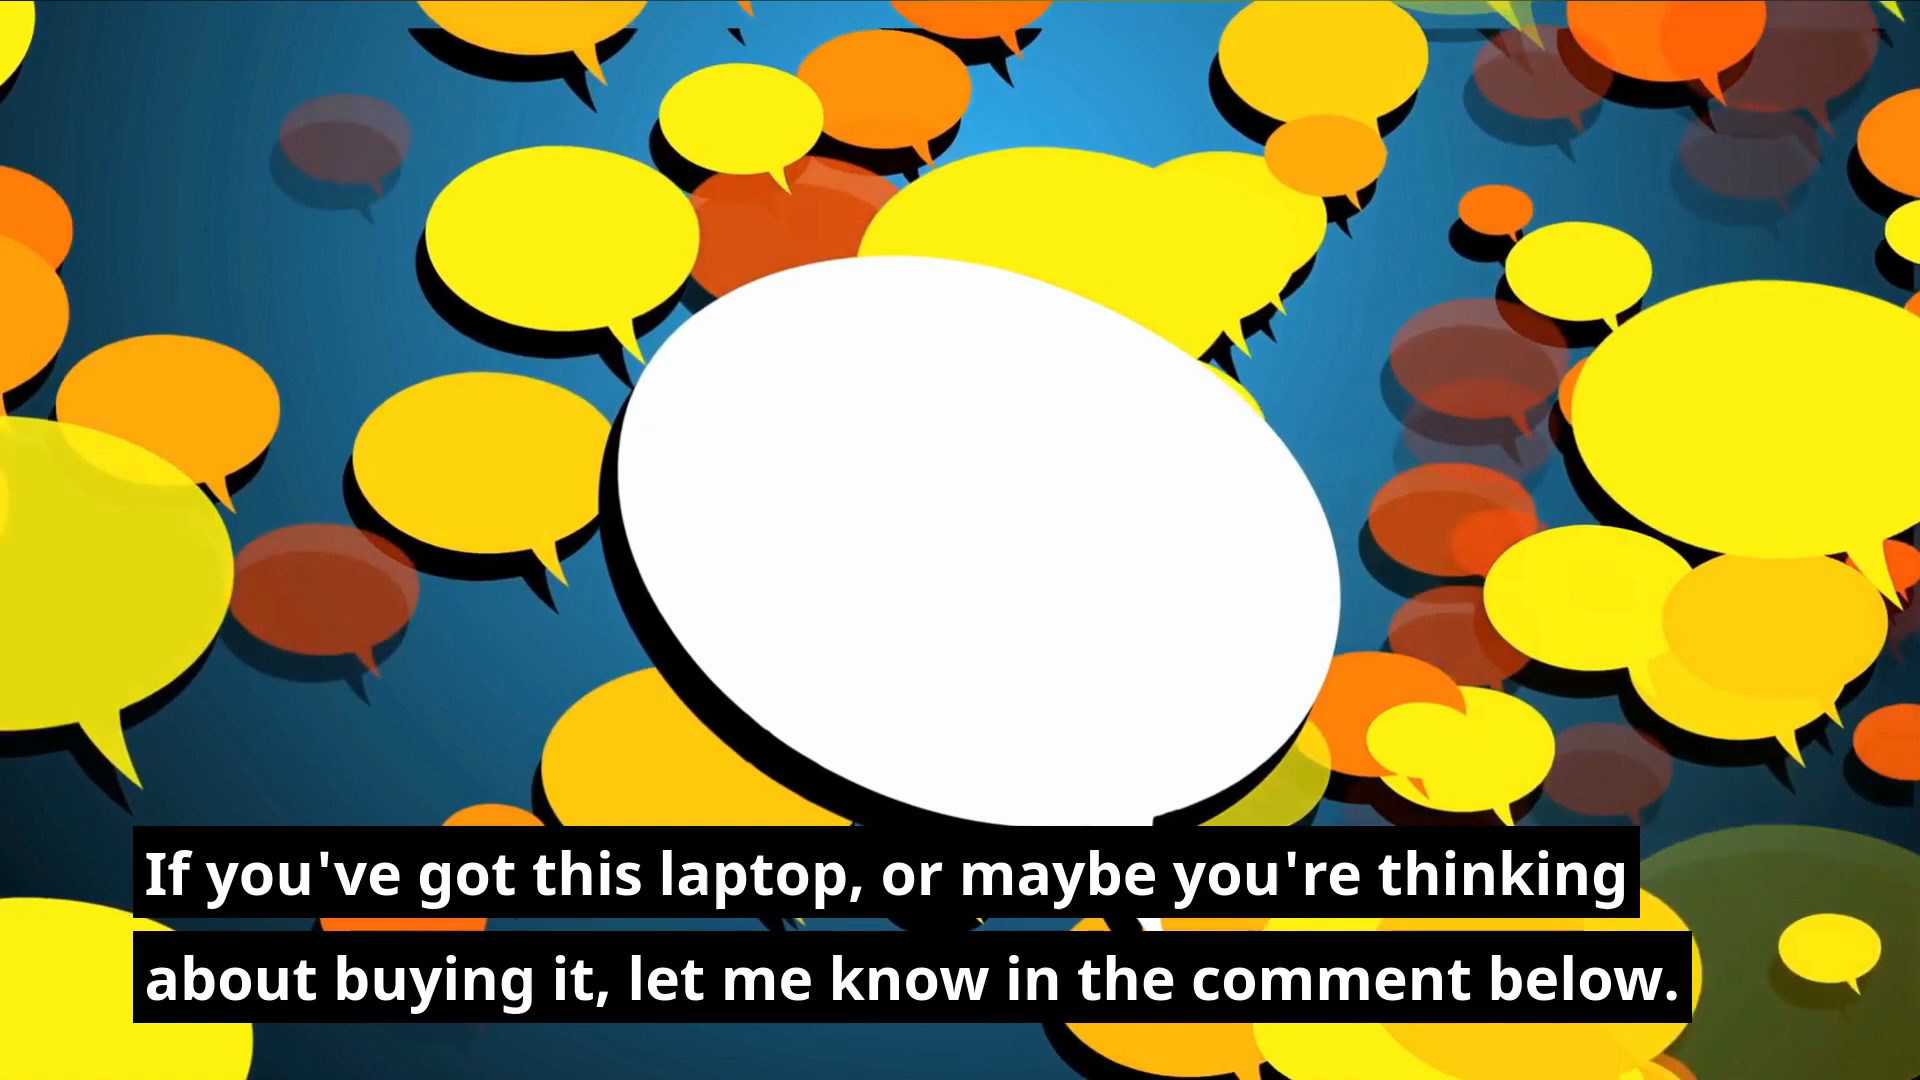 If you've got this laptop, or maybe you're thinking
about buying it, let me know in the comment below.